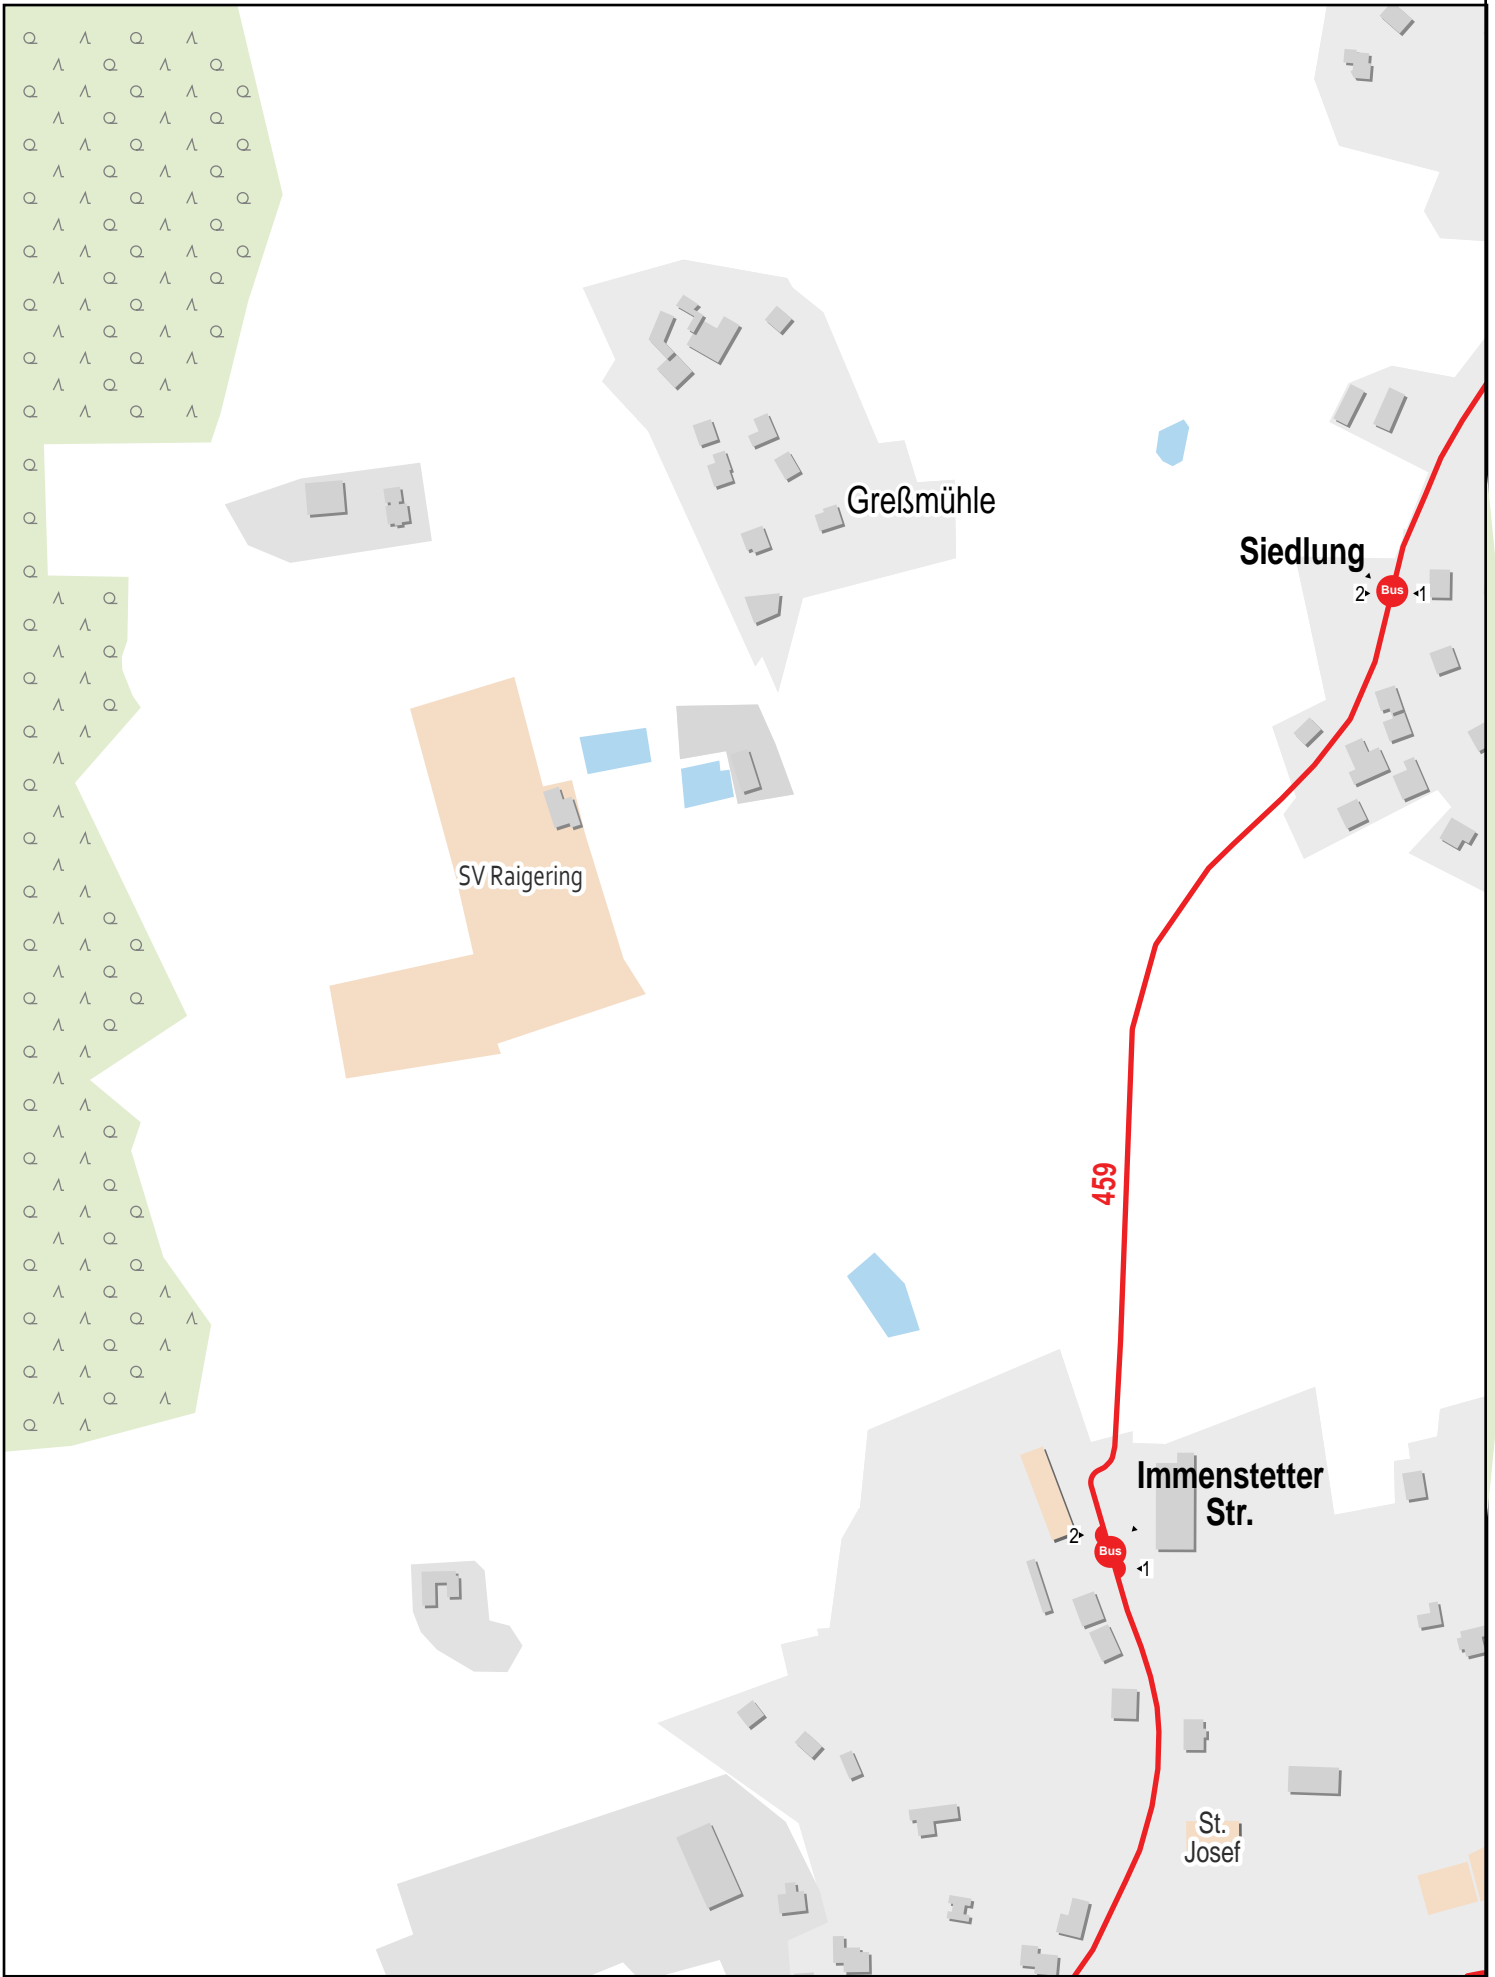 Greßmühle
Siedlung
2
Bus
1
SV Raigering
459
Immenstetter
Str.
2
Bus
1
St.
Josef